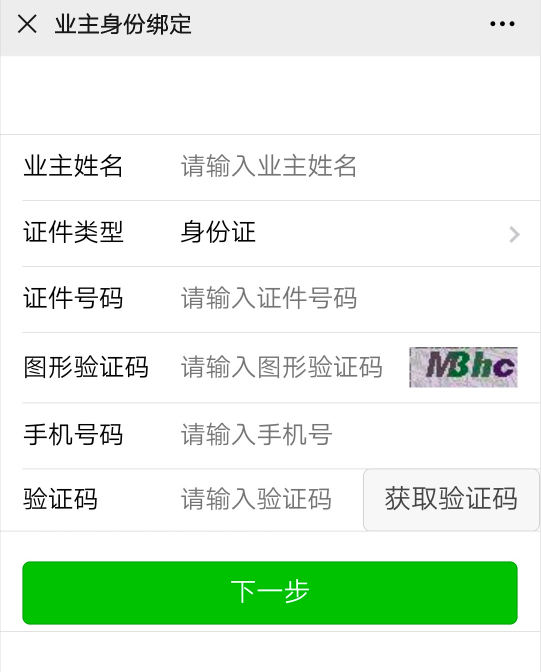 业主身份绑定
业主姓名 请输入业主姓名
证件类型 身份证
证件号码 请输入证件号码
图形验证码 请输入图形验证码 MBhc
手机号码 请输入手机号
验证码 请输入验证码 获取验证码
下一步